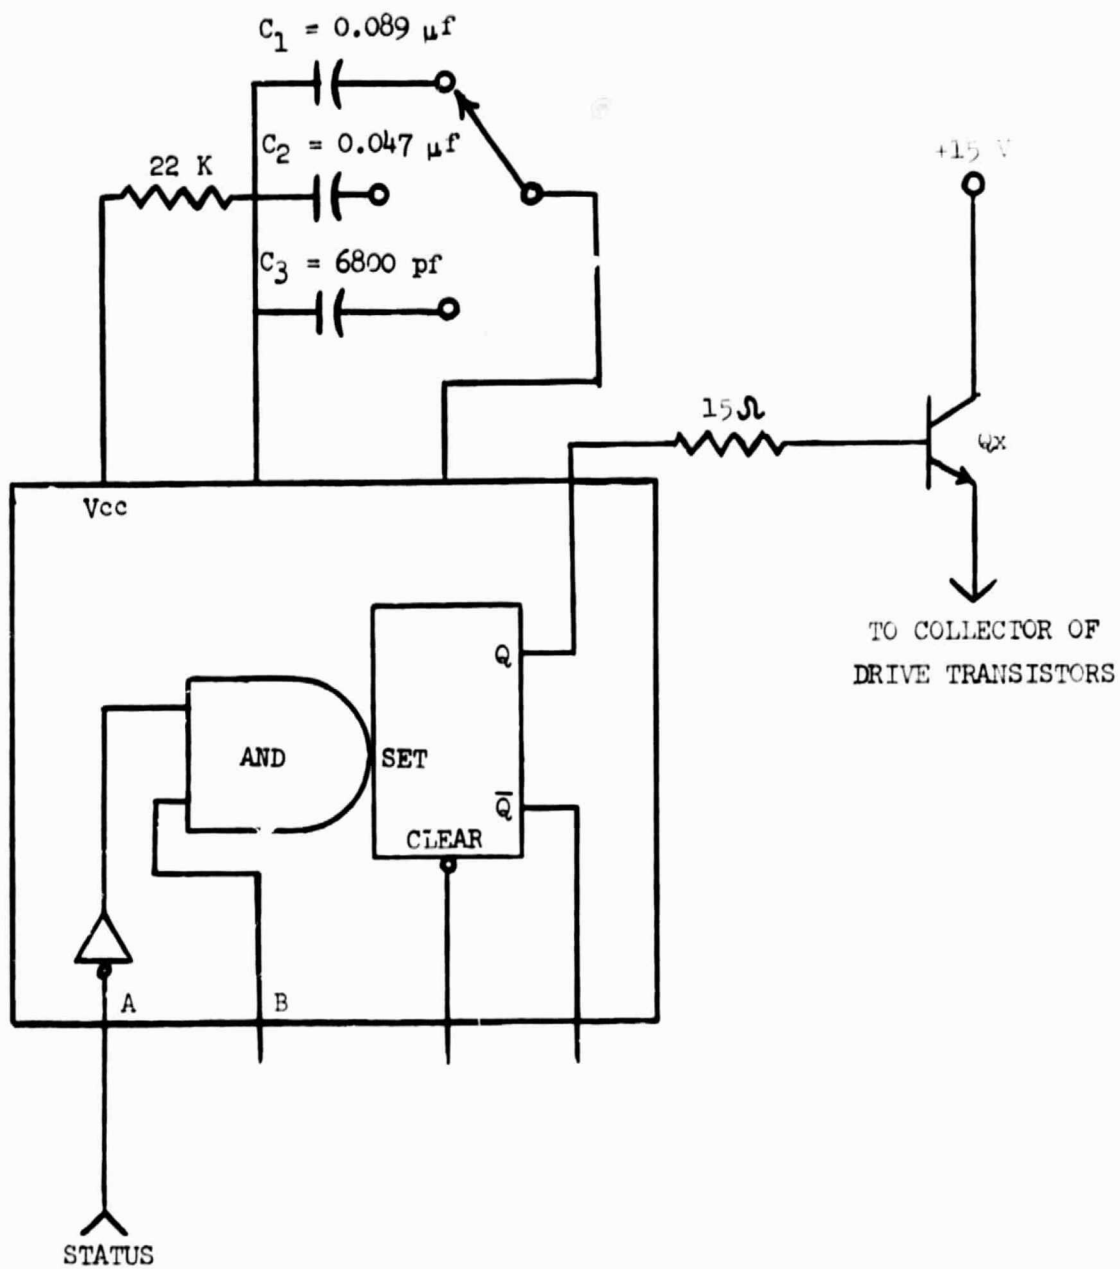 C₁ = 0.089 μf
C₂ = 0.047 μf
22 K
+15 V
C₃ = 6800 pf
15Ω
Qx
Vcc
TO COLLECTOR OF
DRIVE TRANSISTORS
Q
AND
SET
Q̅
CLEAR
A
B
STATUS